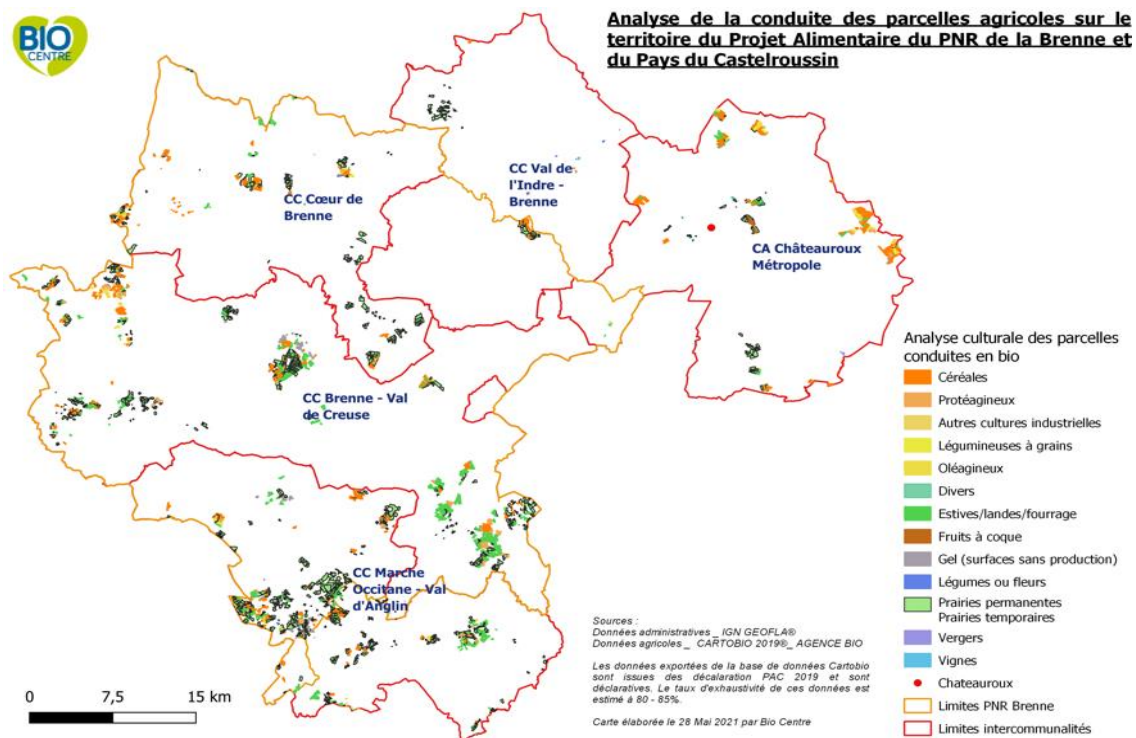 BIO
CENTRE
Analyse de la conduite des parcelles agricoles sur le
territoire du Projet Alimentaire du PNR de la Brenne et
du Pays du Castelroussin
CC Val de
l'Indre -
Brenne
CC Cœur de
Brenne
CA Châteauroux
Métropole
CC Brenne - Val
de Creuse
CC Marche
Occitane - Val
d'Anglin
Analyse culturale des parcelles
conduites en bio
Céréales
Protéagineux
Autres cultures industrielles
Légumineuses à grains
Oléagineux
Divers
Estives/landes/fourrage
Fruits à coque
Gel (surfaces sans production)
Légumes ou fleurs
Prairies permanentes
Prairies temporaires
Vergers
Vignes
Chateauroux
Limites PNR Brenne
Limites intercommunalités
Sources :
Données administratives _ IGN GEOFLA®
Données agricoles _ CARTOBIO 2019®_ AGENCE BIO
Les données exportées de la base de données Cartobio
sont issues des décalaration PAC 2019 et sont
déclaratives. Le taux d'exhaustivité de ces données est
estimé à 80 - 85%.
Carte élaborée le 28 Mai 2021 par Bio Centre
0 7,5 15 km